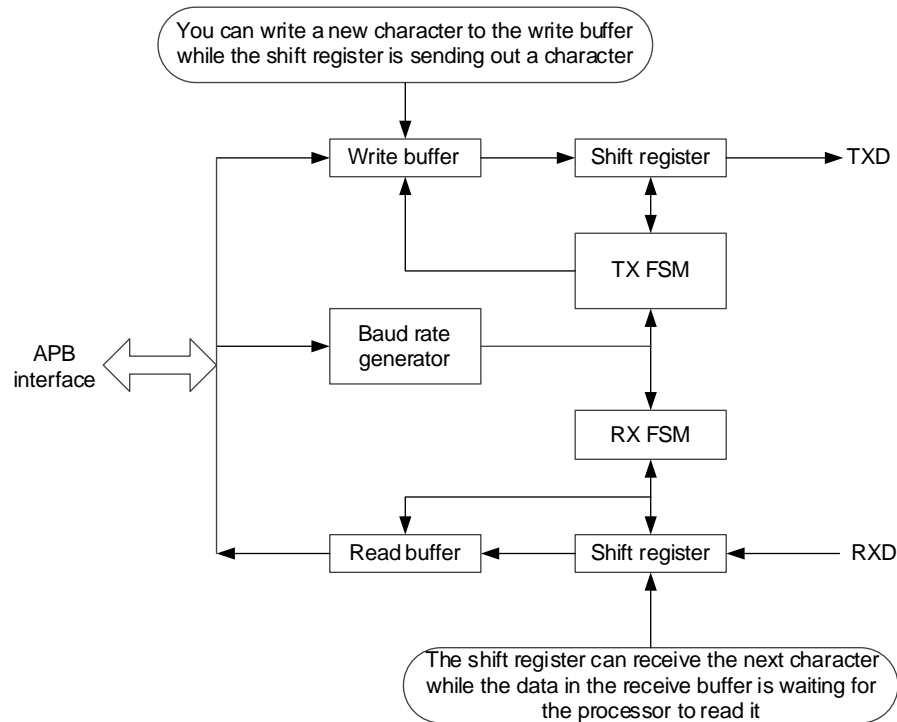 You can write a new character to the write buffer
while the shift register is sending out a character
Write buffer
Shift register
TXD
TX FSM
Baud rate
generator
APB
interface
RX FSM
Read buffer
Shift register
RXD
The shift register can receive the next character
while the data in the receive buffer is waiting for
the processor to read it